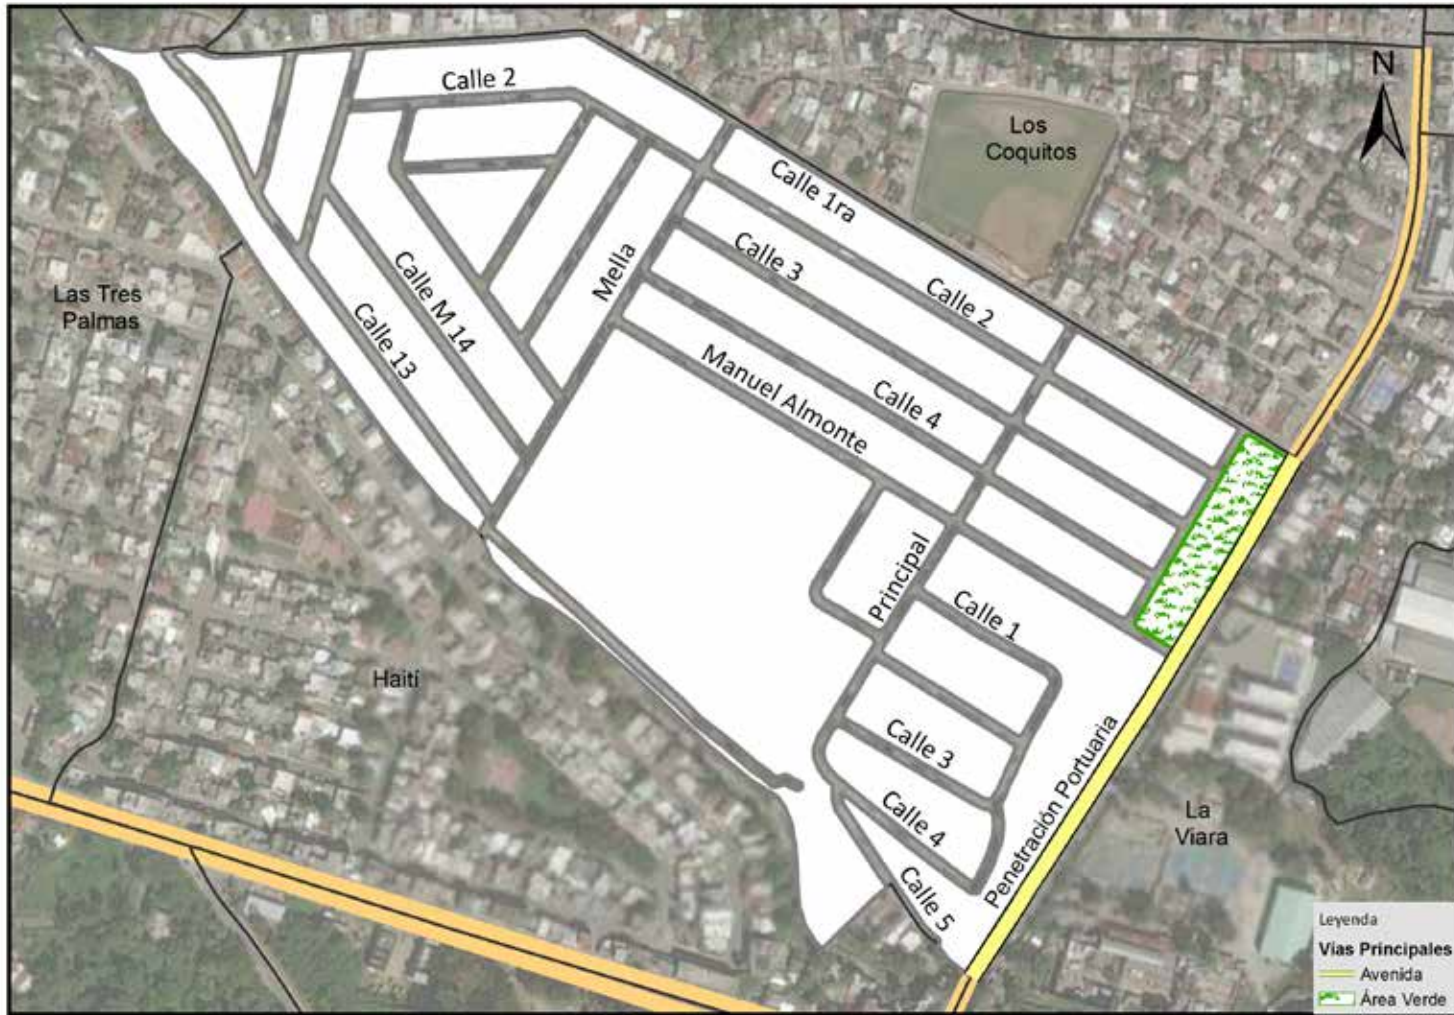 N
Los
Coquitos
Calle 2
Calle 1ra
Calle 3
Calle 2
Mella
Las Tres
Palmas
Calle M 14
Calle 13
Manuel Almonte
Calle 4
Principal
Calle 1
Haití
Calle 3
Calle 4
Calle 5
Penetración Portuaria
La
Viara
Leyenda
Vías Principales
Avenida
Área Verde